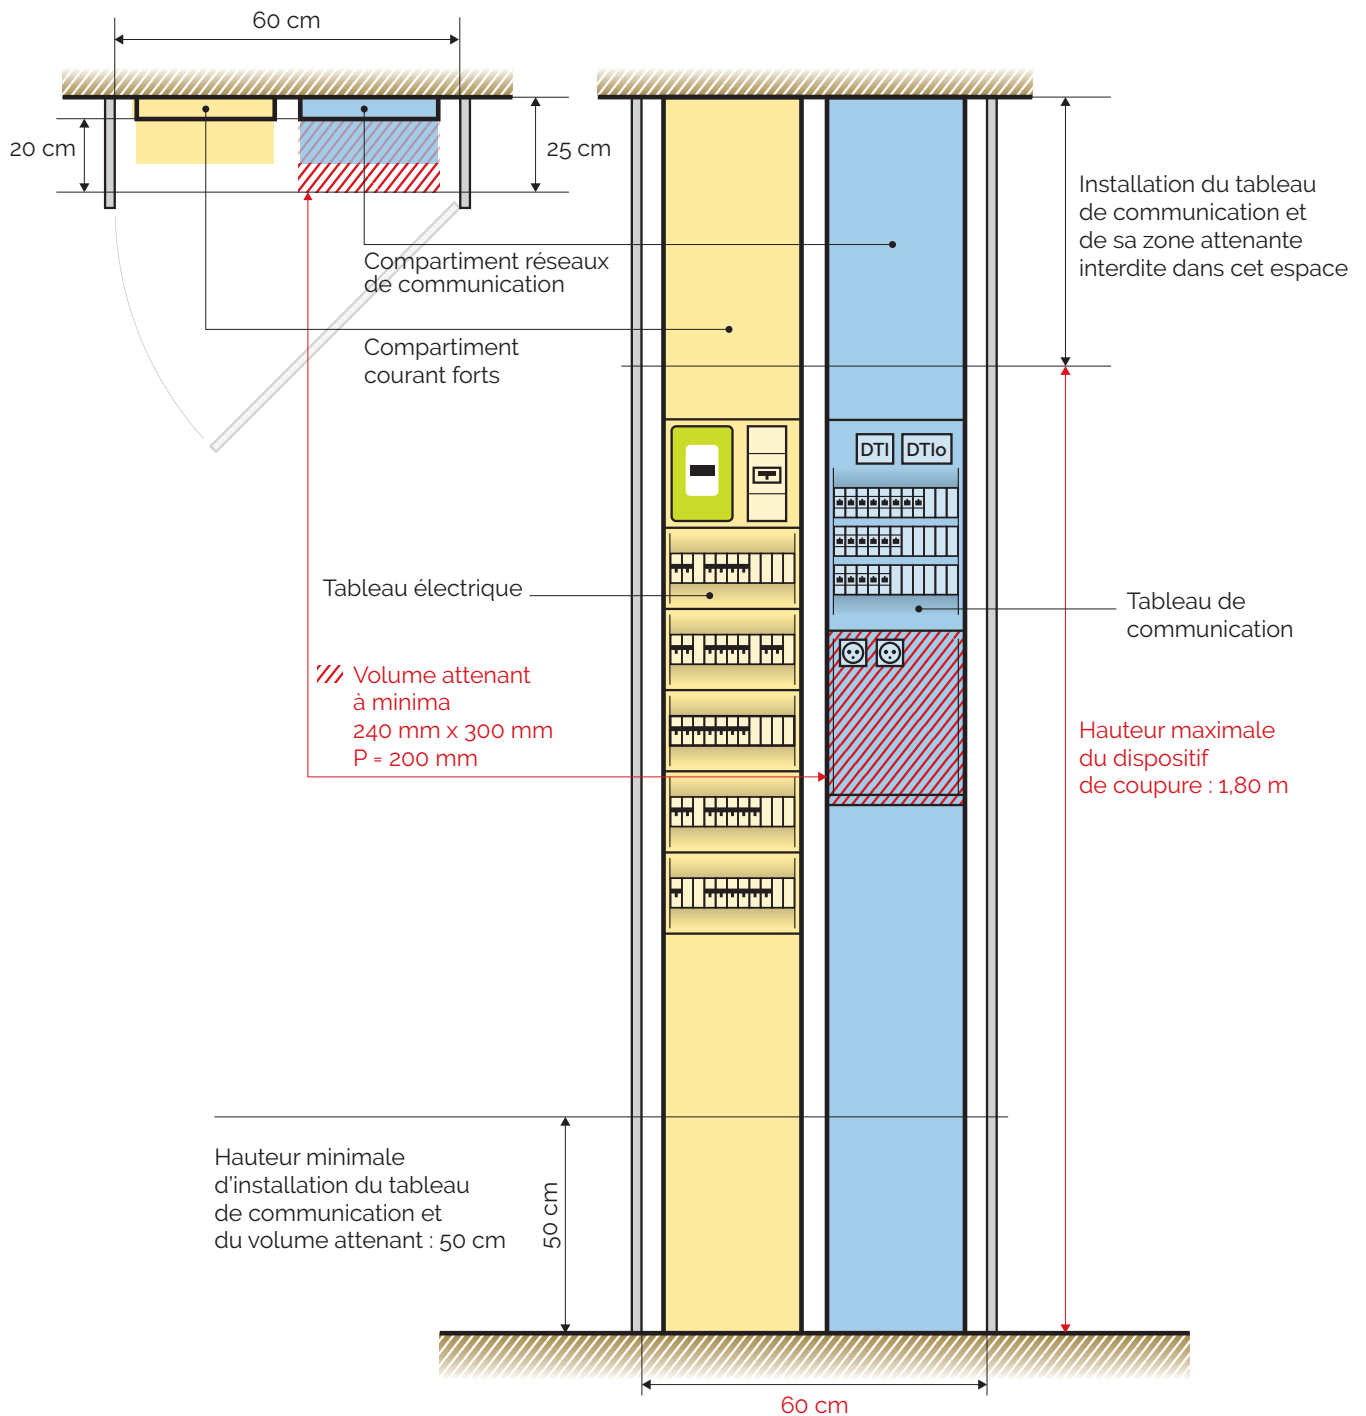 60 cm
20 cm
25 cm
Compartiment réseaux
de communication
Compartiment
courant forts
Installation du tableau
de communication et
de sa zone attenante
interdite dans cet espace
DTI
DTIo
Tableau électrique
Tableau de
communication
Volume attenant
à minima
240 mm x 300 mm
P = 200 mm
Hauteur maximale
du dispositif
de coupure : 1,80 m
Hauteur minimale
d'installation du tableau
de communication et
du volume attenant : 50 cm
50 cm
60 cm